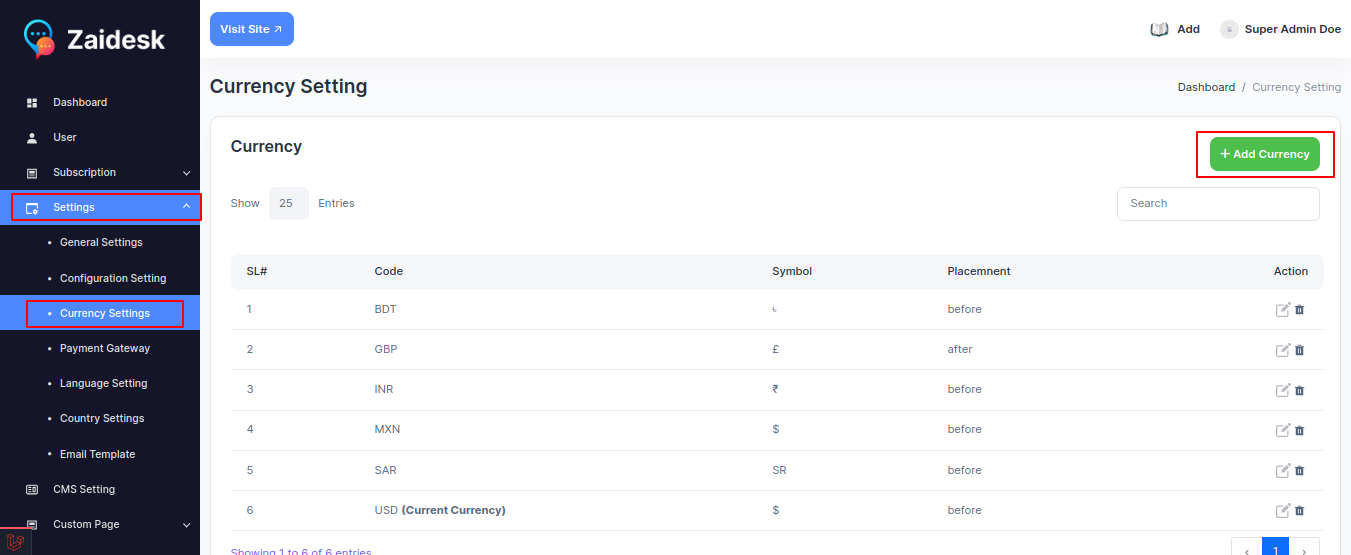 Zaidesk
Visit Site
Add
Super Admin Doe
Dashboard
User
Subscription
Settings
• General Settings
• Configuration Setting
• Currency Settings
• Payment Gateway
• Language Setting
• Country Settings
• Email Template
CMS Setting
Custom Page
Currency Setting
Dashboard / Currency Setting
Currency
+ Add Currency
Show 25 Entries
Search
SL# Code Symbol Placemnent Action
1 BDT ৳ before
2 GBP £ after
3 INR ₹ before
4 MXN $ before
5 SAR SR before
6 USD (Current Currency) $ before
Showing 1 to 6 of 6 entries
‹ 1 ›